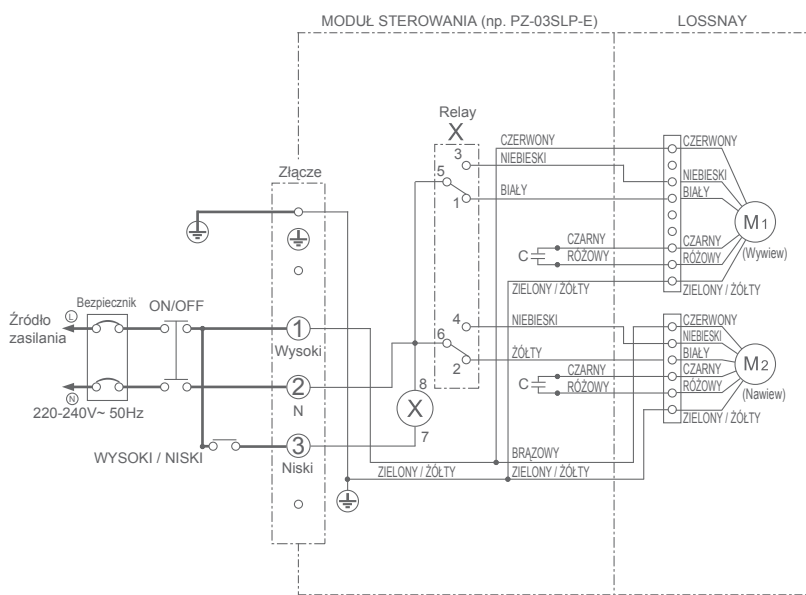 MODUŁ STEROWANIA (np. PZ-03SLP-E)
LOSSNAY
Relay
X
CZERWONY
CZERWONY
3
NIEBIESKI
Złącze
5
NIEBIESKI
1
BIAŁY
BIAŁY
M1
CZARNY
CZARNY
C
RÓŻOWY
RÓŻOWY
(Wywiew)
ZIELONY / ŻÓŁTY
ZIELONY / ŻÓŁTY
Bezpiecznik
ON/OFF
Źródło
zasilania
L
1
Wysoki
4
NIEBIESKI
CZERWONY
NIEBIESKI
6
2
ŻÓŁTY
BIAŁY
M2
CZARNY
CZARNY
C
RÓŻOWY
RÓŻOWY
(Nawiew)
ZIELONY / ŻÓŁTY
N
220-240V~ 50Hz
2
N
8
X
7
WYSOKI / NISKI
3
Niski
BRĄZOWY
ZIELONY / ŻÓŁTY
ZIELONY / ŻÓŁTY